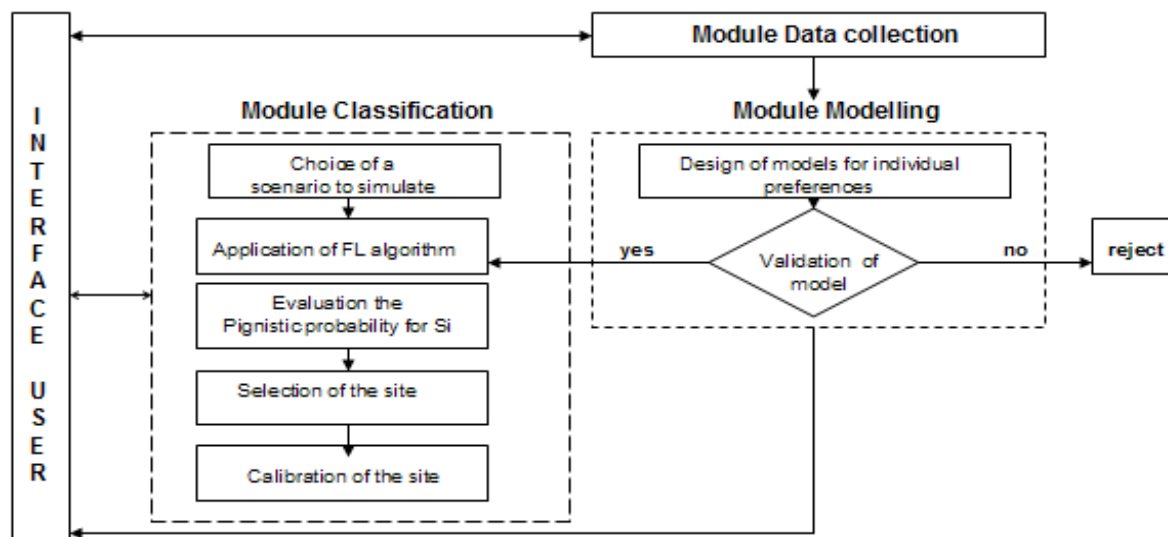 INTERFACE USER
Module Data collection
Module Classification
Module Modelling
Choice of a
scenario to simulate
Design of models for individual
preferences
Application of FL algorithm
yes
Validation of
model
no
reject
Evaluation the
Pignistic probability for Si
Selection of the site
Calibration of the site